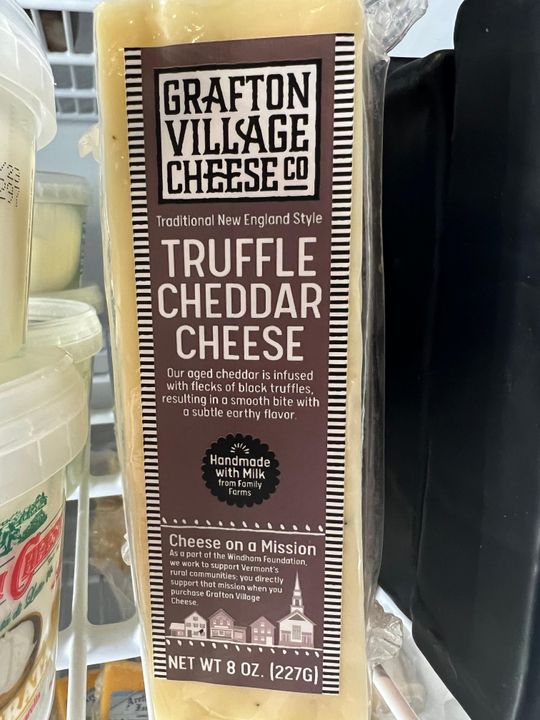 GRAFTON
VILLAGE
CHEESE CO
Traditional New England Style
TRUFFLE
CHEDDAR
CHEESE
Our aged cheddar is infused
with flecks of black truffles,
resulting in a smooth bite with
a subtle earthy flavor.
Handmade
with Milk
from Family
Farms
Cheese on a Mission
As a part of the Windham Foundation,
we work to support Vermont's
rural communities; you directly
support that mission when you
purchase Grafton Village
Cheese.
NET WT 8 OZ. (227G)